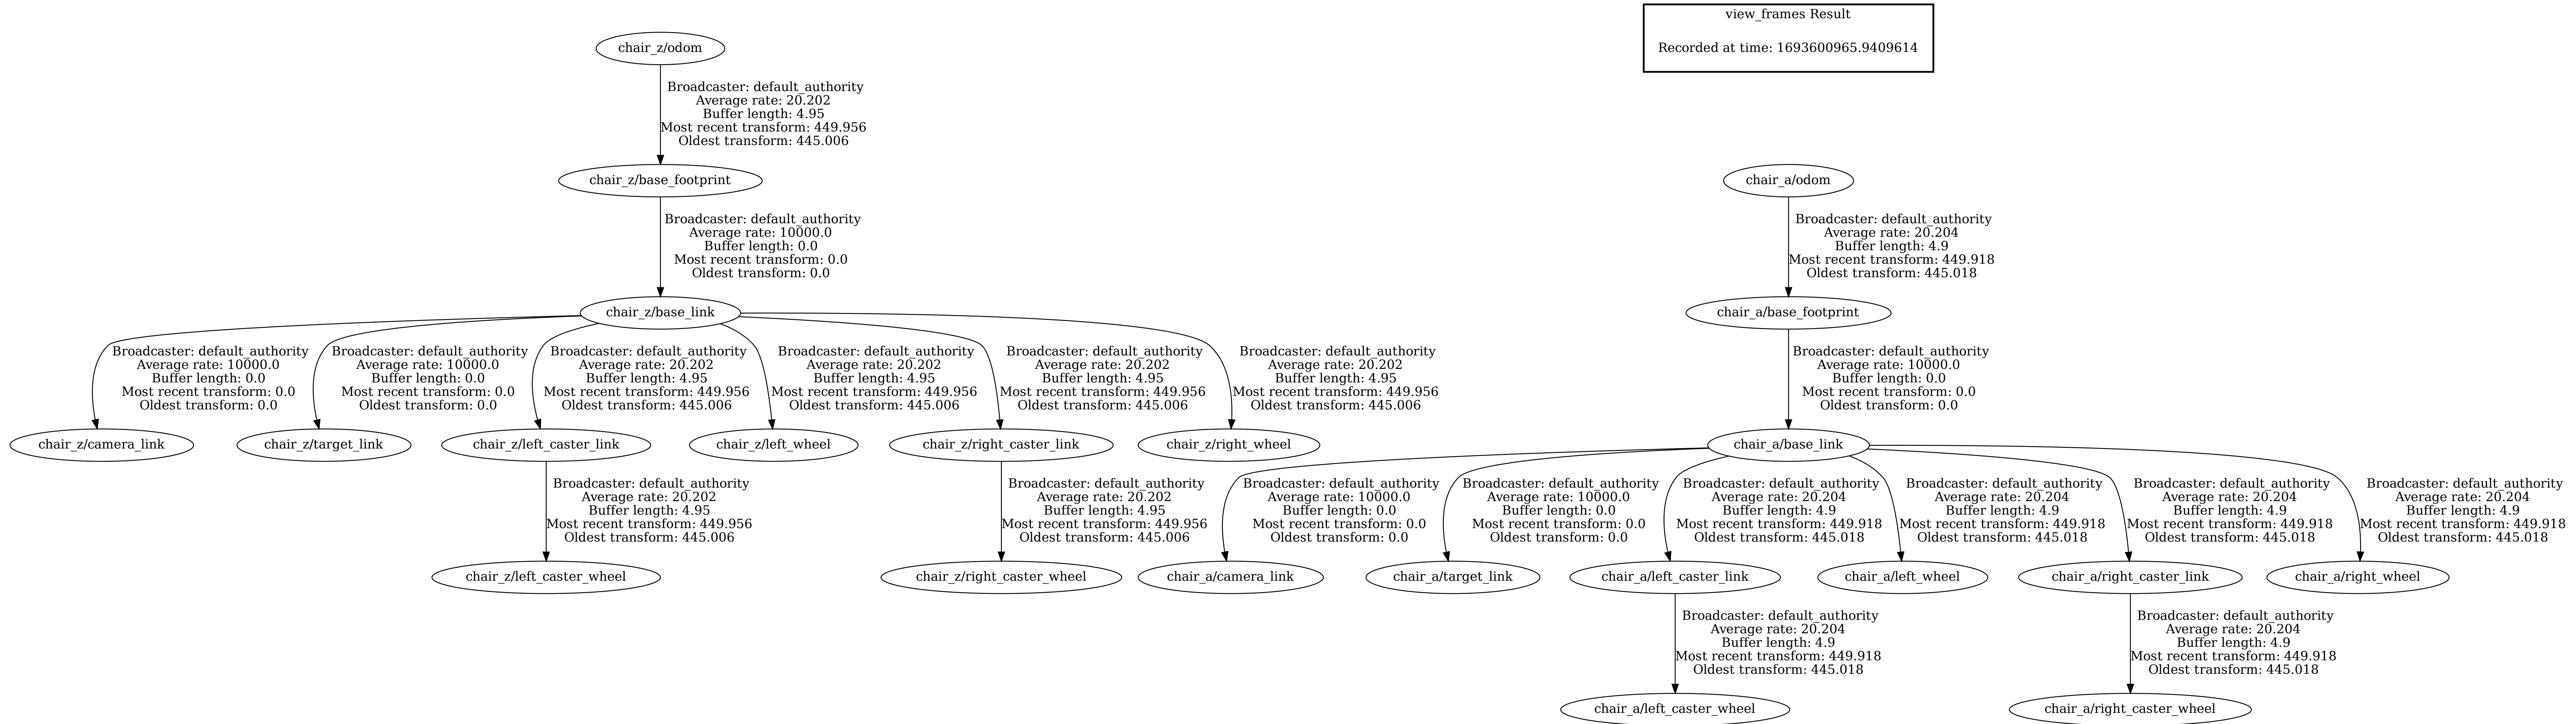 view_frames Result
Recorded at time: 1693600965.9409614
chair_z/odom
Broadcaster: default_authority
Average rate: 20.202
Buffer length: 4.95
Most recent transform: 449.956
Oldest transform: 445.006
chair_z/base_footprint
Broadcaster: default_authority
Average rate: 10000.0
Buffer length: 0.0
Most recent transform: 0.0
Oldest transform: 0.0
chair_z/base_link
Broadcaster: default_authority
Average rate: 10000.0
Buffer length: 0.0
Most recent transform: 0.0
Oldest transform: 0.0
Broadcaster: default_authority
Average rate: 10000.0
Buffer length: 0.0
Most recent transform: 0.0
Oldest transform: 0.0
Broadcaster: default_authority
Average rate: 20.202
Buffer length: 4.95
Most recent transform: 449.956
Oldest transform: 445.006
Broadcaster: default_authority
Average rate: 20.202
Buffer length: 4.95
Most recent transform: 449.956
Oldest transform: 445.006
Broadcaster: default_authority
Average rate: 20.202
Buffer length: 4.95
Most recent transform: 449.956
Oldest transform: 445.006
Broadcaster: default_authority
Average rate: 20.202
Buffer length: 4.95
Most recent transform: 449.956
Oldest transform: 445.006
chair_z/camera_link
chair_z/target_link
chair_z/left_caster_link
chair_z/left_wheel
chair_z/right_caster_link
chair_z/right_wheel
Broadcaster: default_authority
Average rate: 20.202
Buffer length: 4.95
Most recent transform: 449.956
Oldest transform: 445.006
Broadcaster: default_authority
Average rate: 20.202
Buffer length: 4.95
Most recent transform: 449.956
Oldest transform: 445.006
chair_z/left_caster_wheel
chair_z/right_caster_wheel
chair_a/odom
Broadcaster: default_authority
Average rate: 20.204
Buffer length: 4.9
Most recent transform: 449.918
Oldest transform: 445.018
chair_a/base_footprint
Broadcaster: default_authority
Average rate: 10000.0
Buffer length: 0.0
Most recent transform: 0.0
Oldest transform: 0.0
chair_a/base_link
Broadcaster: default_authority
Average rate: 10000.0
Buffer length: 0.0
Most recent transform: 0.0
Oldest transform: 0.0
Broadcaster: default_authority
Average rate: 10000.0
Buffer length: 0.0
Most recent transform: 0.0
Oldest transform: 0.0
Broadcaster: default_authority
Average rate: 20.204
Buffer length: 4.9
Most recent transform: 449.918
Oldest transform: 445.018
Broadcaster: default_authority
Average rate: 20.204
Buffer length: 4.9
Most recent transform: 449.918
Oldest transform: 445.018
Broadcaster: default_authority
Average rate: 20.204
Buffer length: 4.9
Most recent transform: 449.918
Oldest transform: 445.018
Broadcaster: default_authority
Average rate: 20.204
Buffer length: 4.9
Most recent transform: 449.918
Oldest transform: 445.018
chair_a/camera_link
chair_a/target_link
chair_a/left_caster_link
chair_a/left_wheel
chair_a/right_caster_link
chair_a/right_wheel
Broadcaster: default_authority
Average rate: 20.204
Buffer length: 4.9
Most recent transform: 449.918
Oldest transform: 445.018
Broadcaster: default_authority
Average rate: 20.204
Buffer length: 4.9
Most recent transform: 449.918
Oldest transform: 445.018
chair_a/left_caster_wheel
chair_a/right_caster_wheel